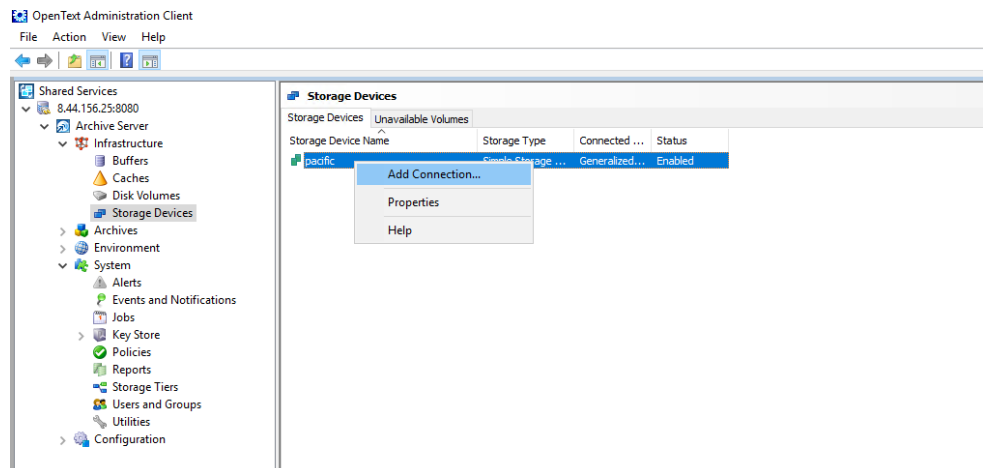 OpenText Administration Client
File Action View Help
Shared Services
8.44.156.25:8080
Archive Server
Infrastructure
Buffers
Caches
Disk Volumes
Storage Devices
Archives
Environment
System
Alerts
Events and Notifications
Jobs
Key Store
Policies
Reports
Storage Tiers
Users and Groups
Utilities
Configuration
Storage Devices
Storage Devices Unavailable Volumes
Storage Device Name Storage Type Connected ... Status
pacific Simple Storage ... Generalized... Enabled
Add Connection...
Properties
Help